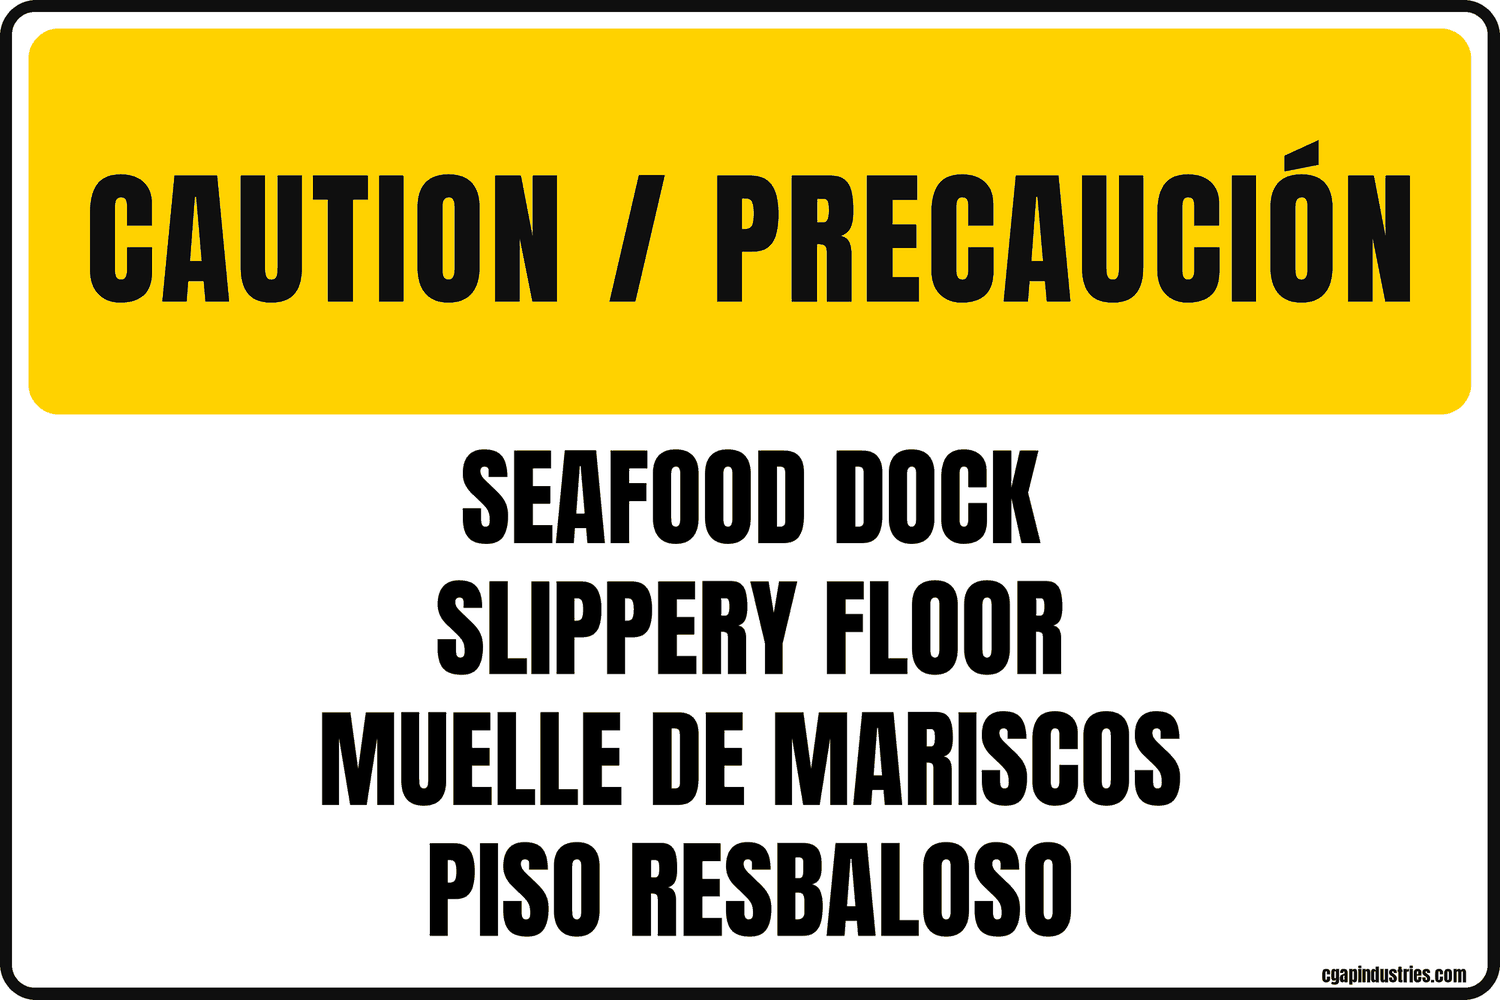 CAUTION / PRECAUCIÓN
SEAFOOD DOCK
SLIPPERY FLOOR
MUELLE DE MARISCOS
PISO RESBALOSO
cgapindustries.com